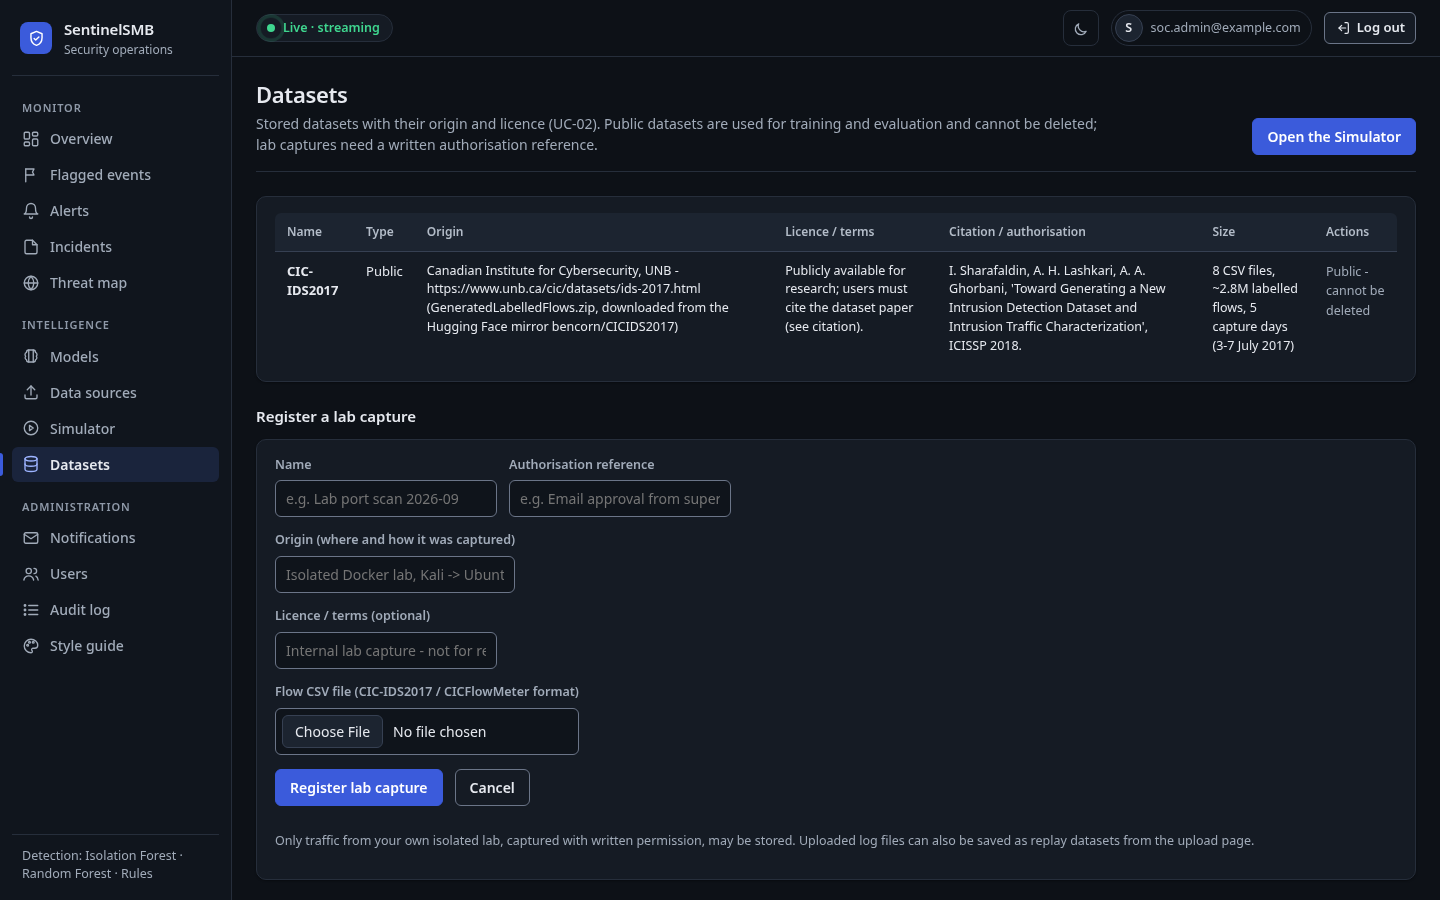 SentinelSMB
Security operations
MONITOR
Overview
Flagged events
Alerts
Incidents
Threat map
INTELLIGENCE
Models
Data sources
Simulator
Datasets
ADMINISTRATION
Notifications
Users
Audit log
Style guide
Detection: Isolation Forest ·
Random Forest · Rules
Live · streaming
S
soc.admin@example.com
Log out
Datasets
Stored datasets with their origin and licence (UC-02). Public datasets are used for training and evaluation and cannot be deleted;
lab captures need a written authorisation reference.
Open the Simulator
Name
Type
Origin
Licence / terms
Citation / authorisation
Size
Actions
CIC-
IDS2017
Public
Canadian Institute for Cybersecurity, UNB -
https://www.unb.ca/cic/datasets/ids-2017.html
(GeneratedLabelledFlows.zip, downloaded from the
Hugging Face mirror bencorn/CICIDS2017)
Publicly available for
research; users must
cite the dataset paper
(see citation).
I. Sharafaldin, A. H. Lashkari, A. A.
Ghorbani, 'Toward Generating a New
Intrusion Detection Dataset and
Intrusion Traffic Characterization',
ICISSP 2018.
8 CSV files,
~2.8M labelled
flows, 5
capture days
(3-7 July 2017)
Public -
cannot be
deleted
Register a lab capture
Name
Authorisation reference
e.g. Lab port scan 2026-09
e.g. Email approval from super
Origin (where and how it was captured)
Isolated Docker lab, Kali -> Ubunt
Licence / terms (optional)
Internal lab capture - not for re
Flow CSV file (CIC-IDS2017 / CICFlowMeter format)
Choose File
No file chosen
Register lab capture
Cancel
Only traffic from your own isolated lab, captured with written permission, may be stored. Uploaded log files can also be saved as replay datasets from the upload page.